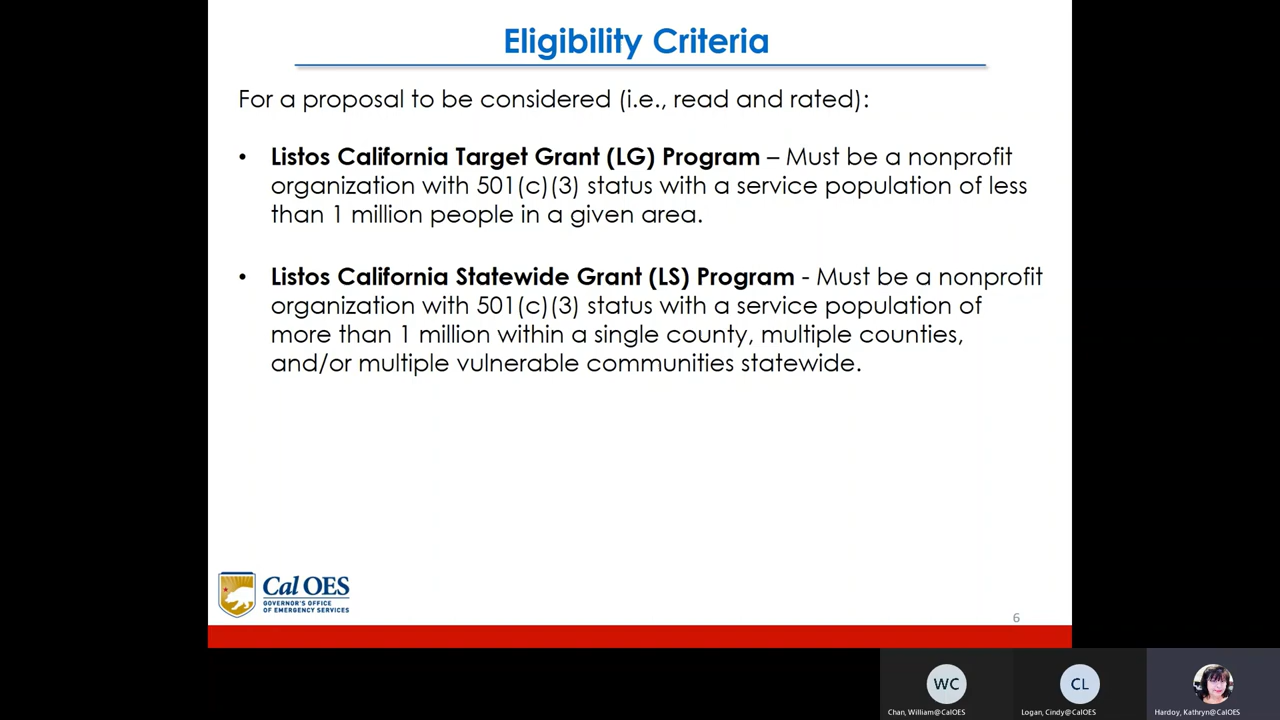 Eligibility Criteria
For a proposal to be considered (i.e., read and rated):
• Listos California Target Grant (LG) Program – Must be a nonprofit
organization with 501(c)(3) status with a service population of less
than 1 million people in a given area.
• Listos California Statewide Grant (LS) Program - Must be a nonprofit
organization with 501(c)(3) status with a service population of
more than 1 million within a single county, multiple counties,
and/or multiple vulnerable communities statewide.
Cal OES
GOVERNOR'S OFFICE
OF EMERGENCY SERVICES
6
WC
CL
Chan, William@CalOES
Logan, Cindy@CalOES
Hardoy, Kathryn@CalOES